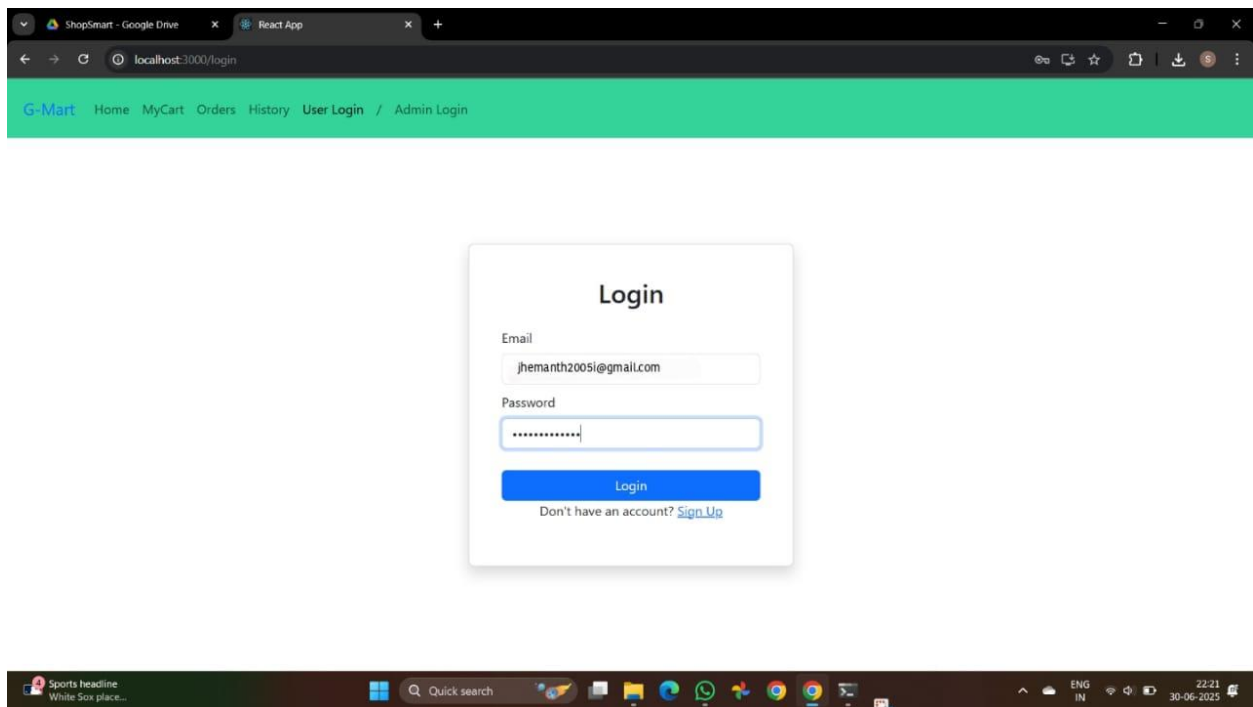 ShopSmart - Google Drive
React App
localhost:3000/login
S
G-Mart Home MyCart Orders History User Login / Admin Login
Login
Email
jhemanth2005i@gmail.com
Password
•••••••••••••
Login
Don't have an account? Sign Up
4
Sports headline
White Sox place...
Quick search
ENG
IN
22:21
30-06-2025